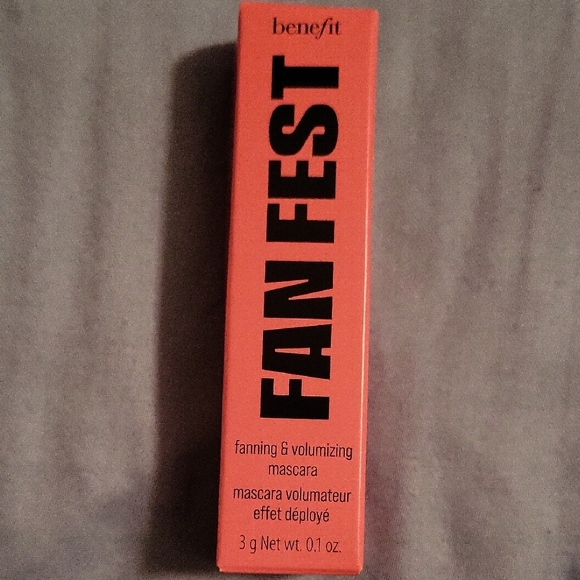 benefit
FAN FEST
fanning & volumizing
mascara
mascara volumateur
effet déployé
3 g Net wt. 0.1 oz.